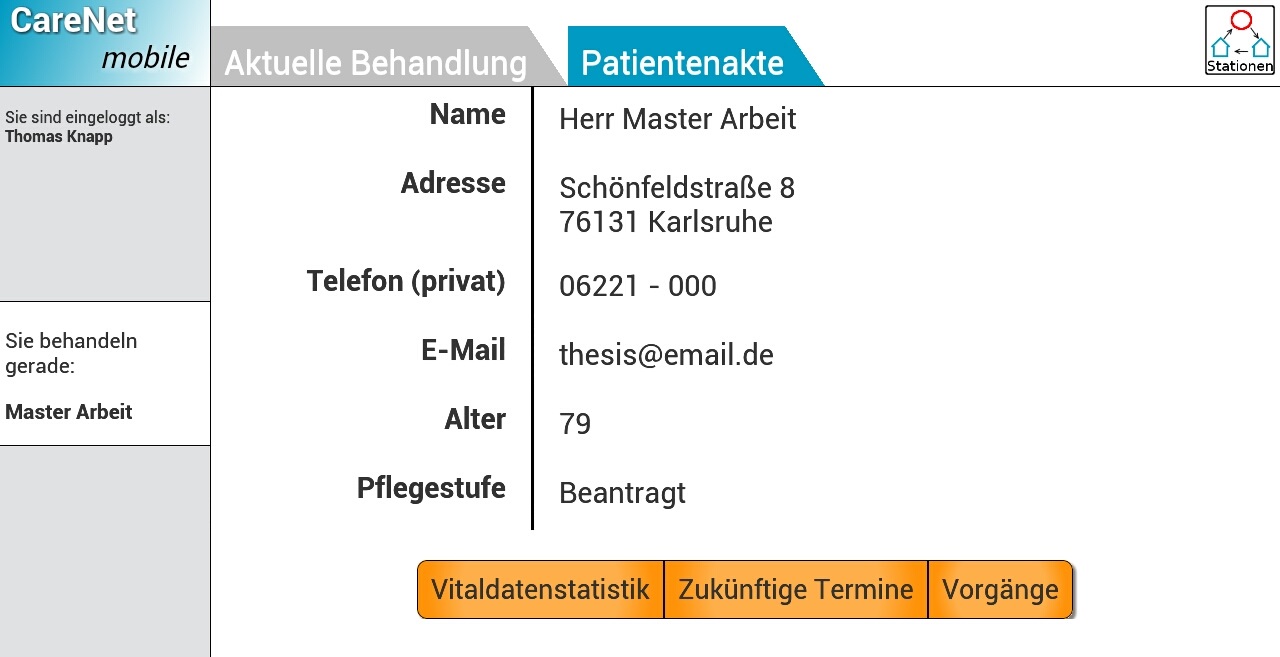 CareNet
mobile
Aktuelle Behandlung
Patientenakte
Stationen
Sie sind eingeloggt als:
Thomas Knapp
Sie behandeln
gerade:
Master Arbeit
Name
Herr Master Arbeit
Adresse
Schönfeldstraße 8
76131 Karlsruhe
Telefon (privat)
06221 - 000
E-Mail
thesis@email.de
Alter
79
Pflegestufe
Beantragt
Vitaldatenstatistik
Zukünftige Termine
Vorgänge